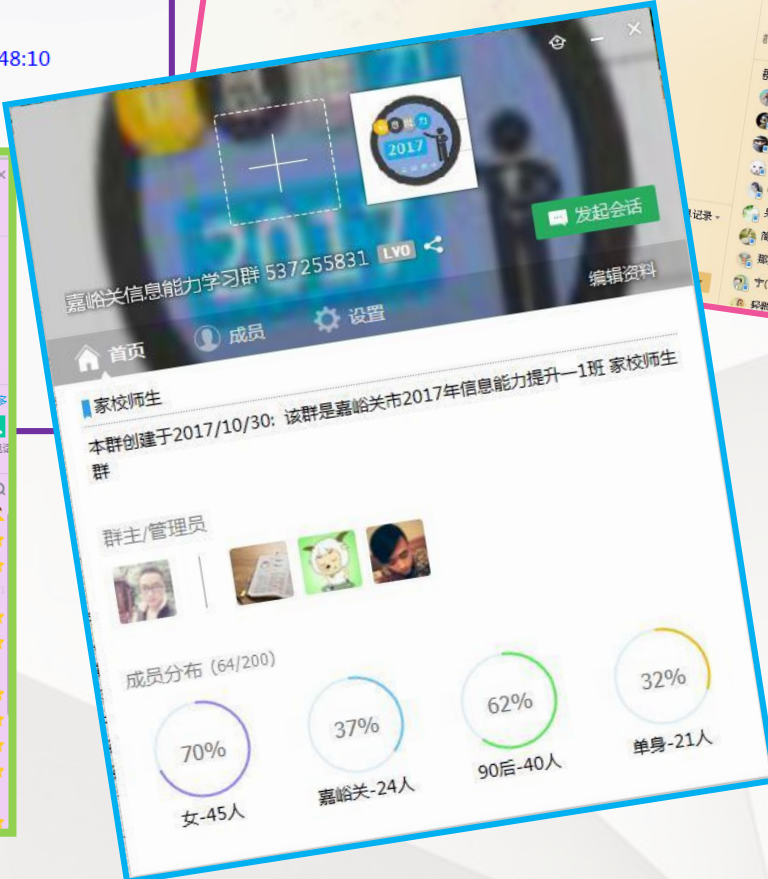 48:10
2017
2017
发起会话
嘉峪关信息能力学习群 537255831 LV0
编辑资料
首页
成员
设置
家校师生
本群创建于2017/10/30: 该群是嘉峪关市2017年信息能力提升一1班 家校师生
群
群主/管理员
成员分布 (64/200)
70%
37%
62%
32%
女-45人
嘉峪关-24人
90后-40人
单身-21人
记录